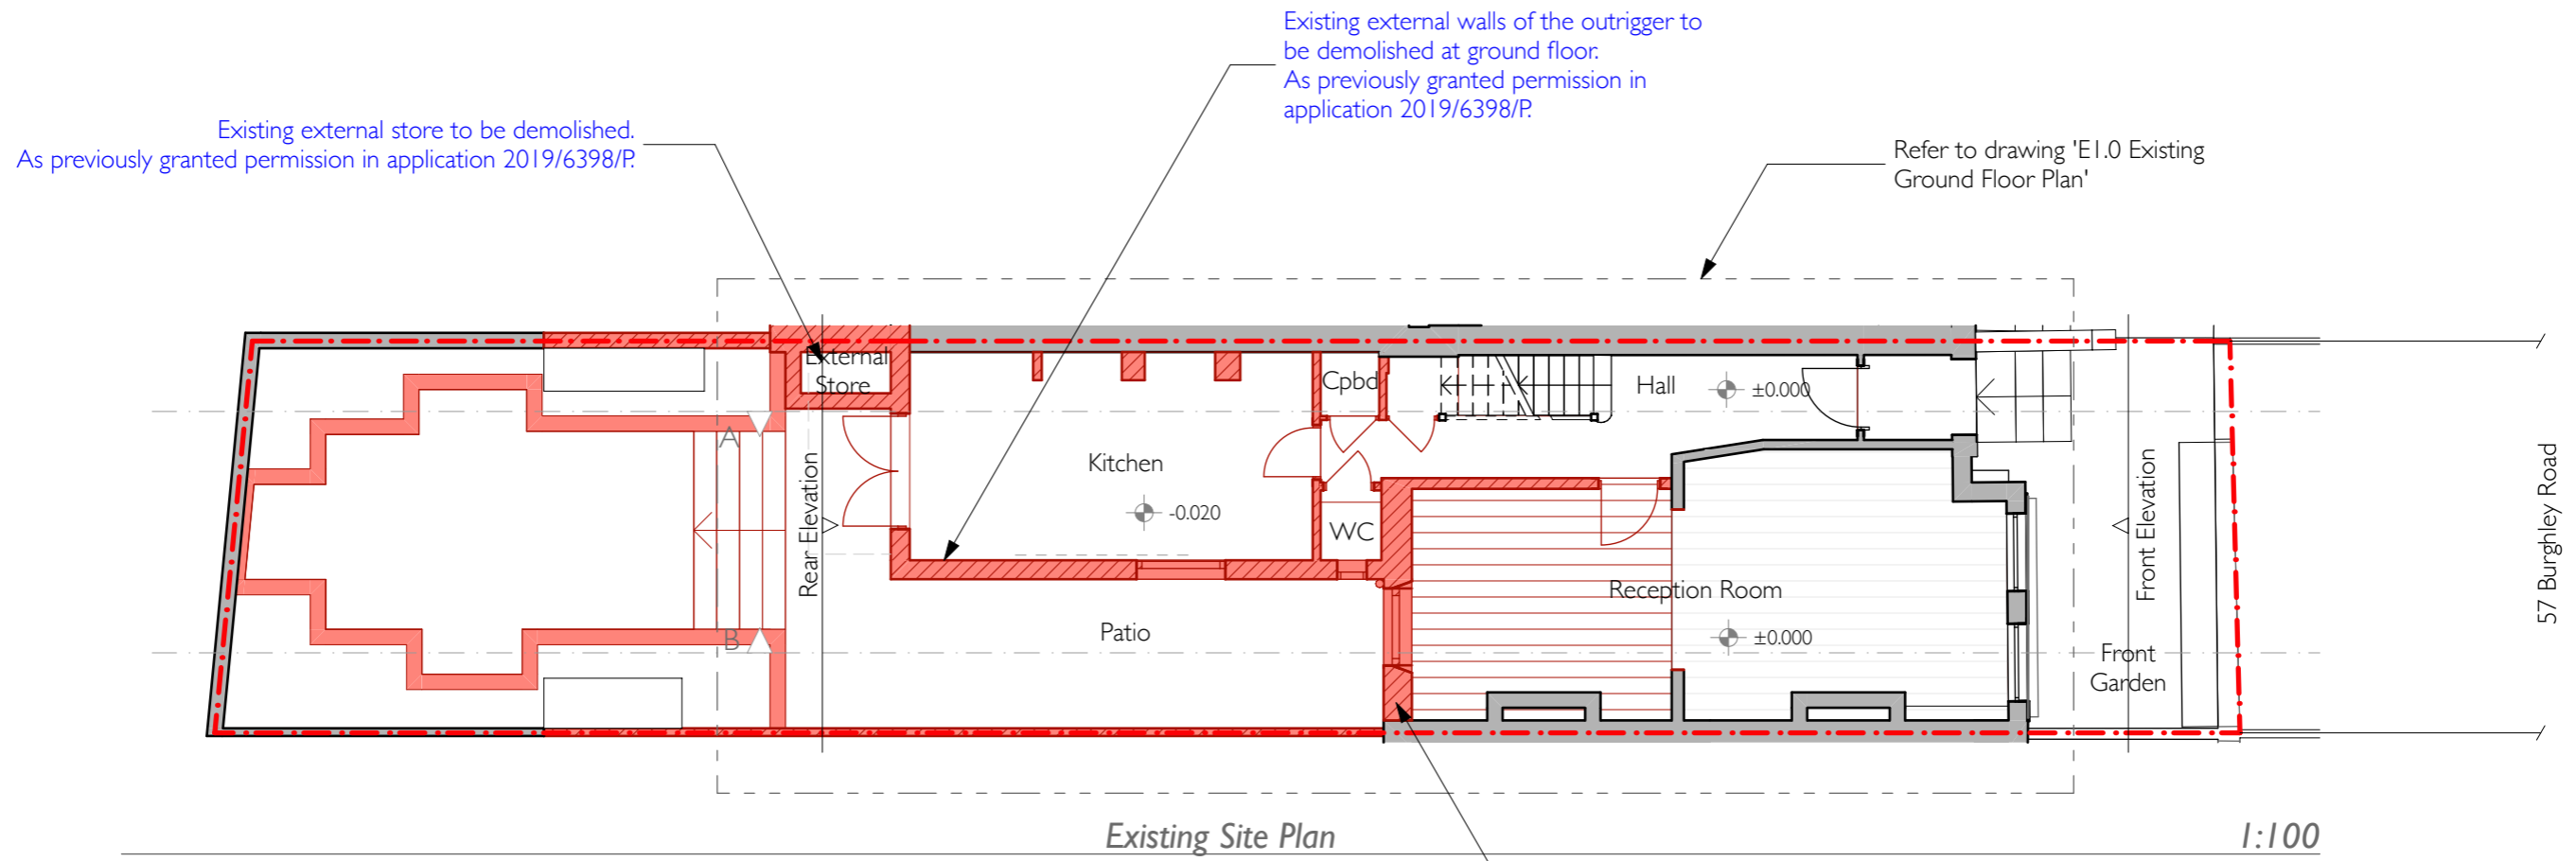 Existing external walls of the outrigger to
be demolished at ground floor.
As previously granted permission in
application 2019/6398/P.
Existing external store to be demolished.
As previously granted permission in application 2019/6398/P.
Refer to drawing 'E1.0 Existing
Ground Floor Plan'
External
Store
Cpbd
Hall
±0.000
A
Kitchen
-0.020
WC
Rear Elevation
Front Elevation
57 Burghley Road
Reception Room
±0.000
Patio
B
Front
Garden
Existing Site Plan
1:100